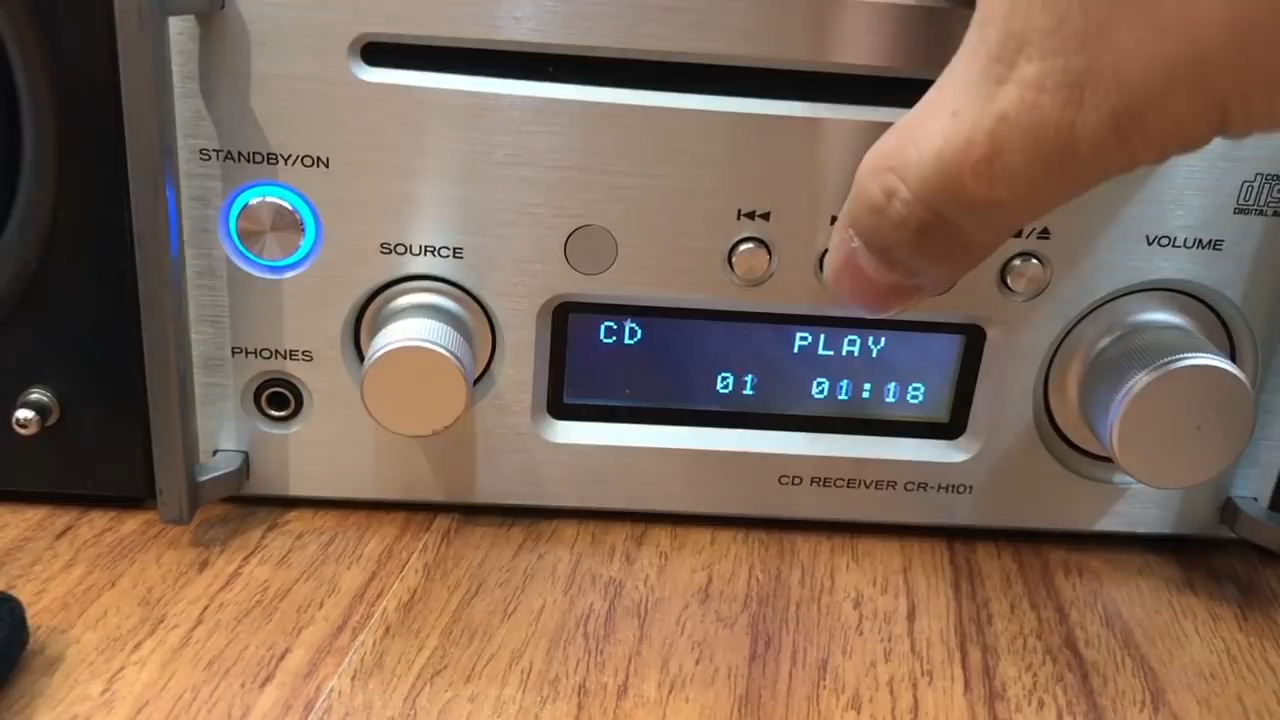 STANDBY/ON
SOURCE
VOLUME
PHONES
CD PLAY
01 01:18
CD RECEIVER CR-H101